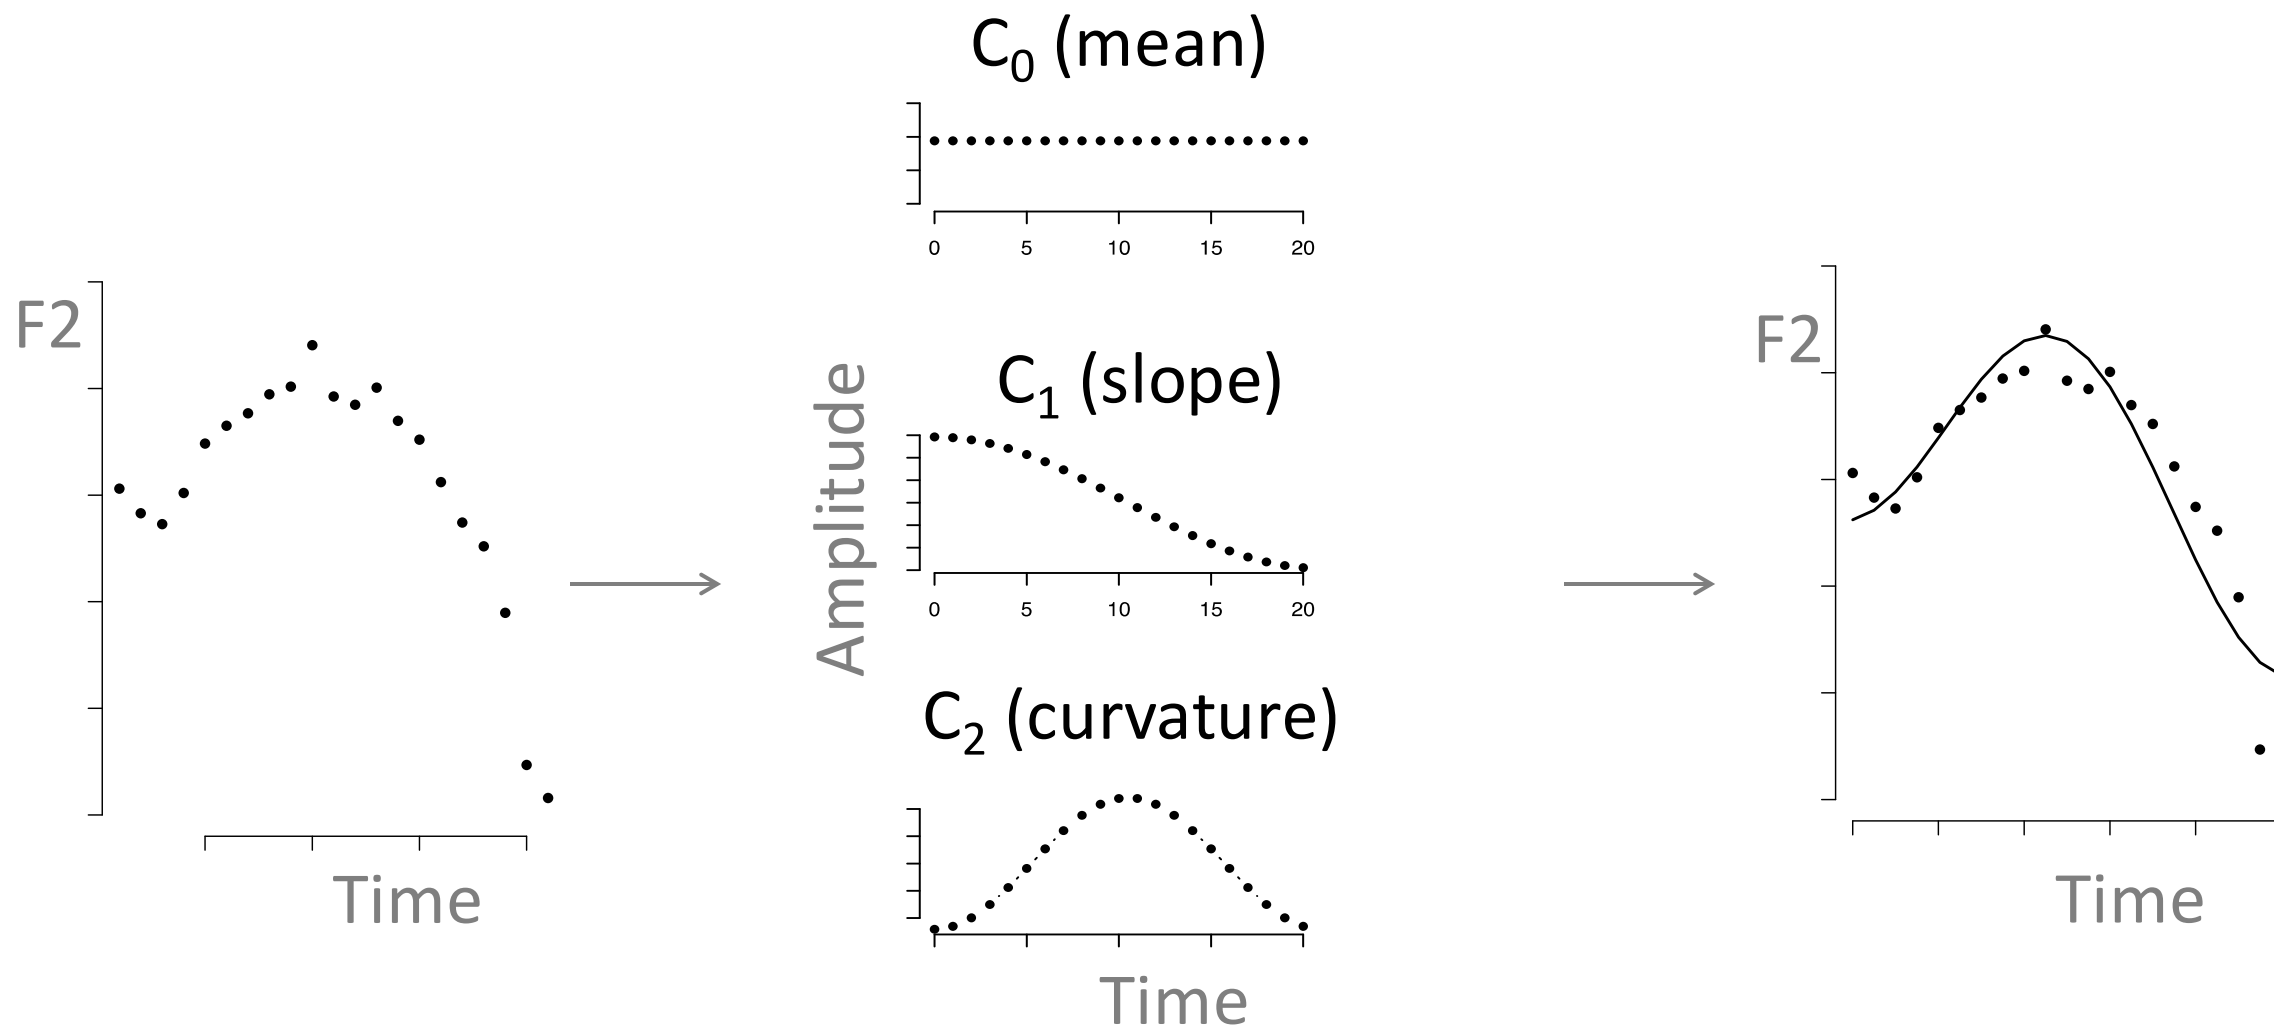 F2
Time
C₀ (mean)
0 5 10 15 20
Amplitude
C₁ (slope)
0 5 10 15 20
C₂ (curvature)
Time
F2
Time